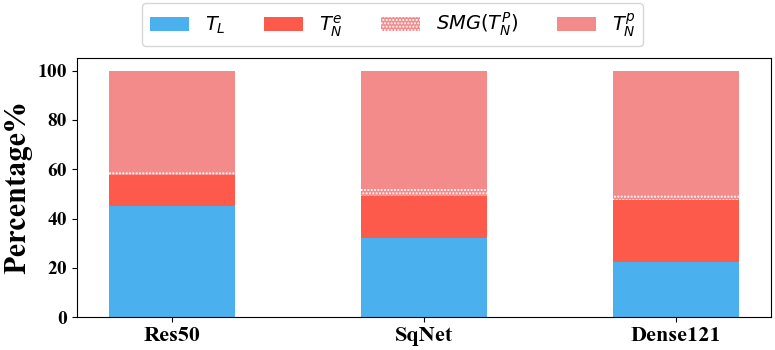 T_L T_N^e SMG(T_N^P) T_N^p
Percentage%
100
80
60
40
20
0
Res50 SqNet Dense121